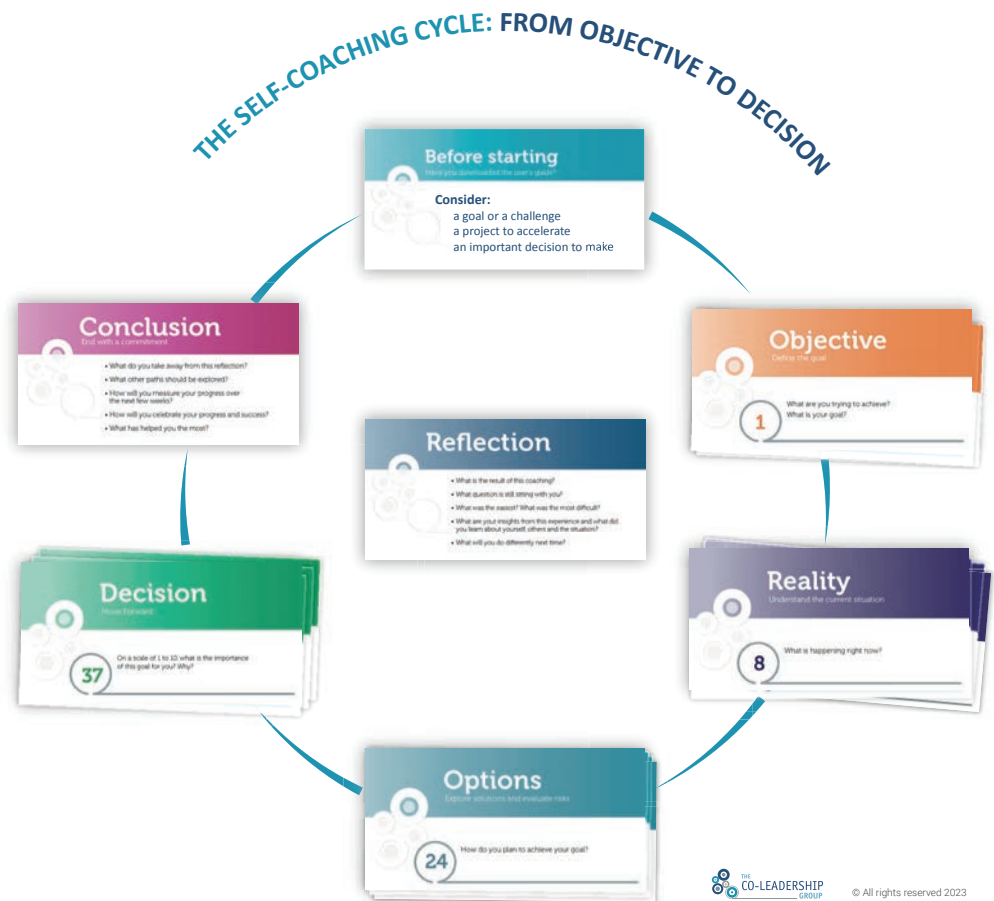 THE SELF-COACHING CYCLE: FROM OBJECTIVE TO DECISION
Before starting
Have you downloaded the user's guide?
Consider:
a goal or a challenge
a project to accelerate
an important decision to make
Objective
Define the goal
1
What are you trying to achieve?
What is your goal?
Reality
Understand the current situation
8
What is happening right now?
Options
Explore solutions and evaluate risks
24
How do you plan to achieve your goal?
Decision
Move Forward
37
On a scale of 1 to 10, what is the importance
of this goal for you? Why?
Conclusion
End with a commitment
• What do you take away from this reflection?
• What other paths should be explored?
• How will you measure your progress over
the next few weeks?
• How will you celebrate your progress and success?
• What has helped you the most?
Reflection
• What is the result of this coaching?
• What question is still sitting with you?
• What was the easiest? What was the most difficult?
• What are your insights from this experience and what did
you learn about yourself, others and the situation?
• What will you do differently next time?
THE
CO-LEADERSHIP
GROUP
© All rights reserved 2023